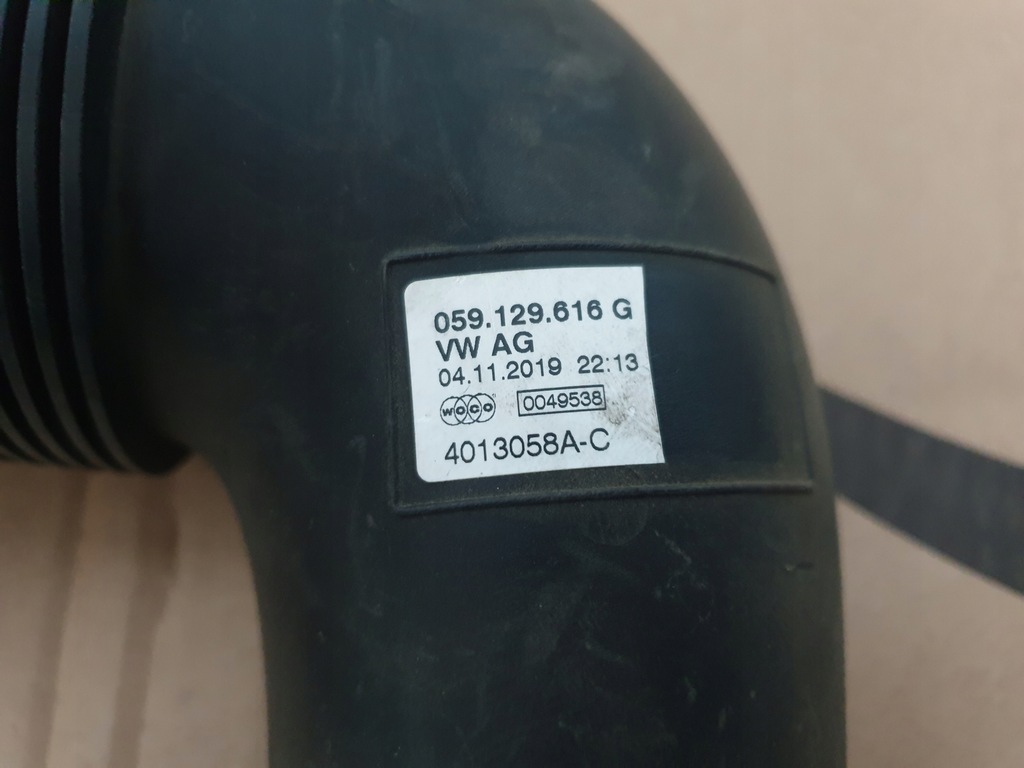 059.129.616 G
VW AG
04.11.2019 22:13
WOCO 0049538
4013058A-C